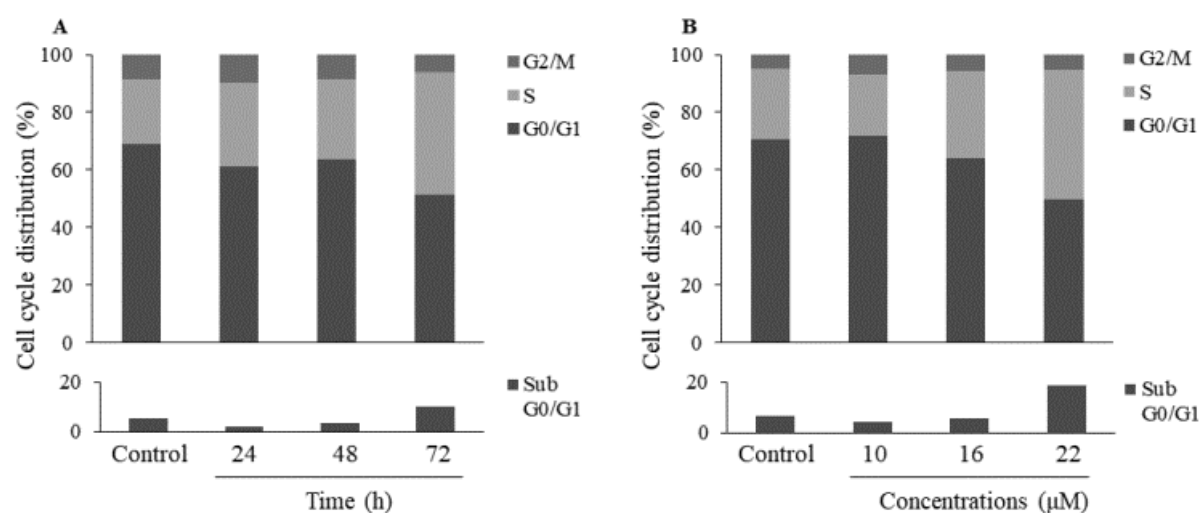 A
Cell cycle distribution (%)
100
80
60
40
20
0
G2/M
S
G0/G1
20
0
Sub
G0/G1
Control 24 48 72
Time (h)
B
Cell cycle distribution (%)
100
80
60
40
20
0
G2/M
S
G0/G1
20
0
Sub
G0/G1
Control 10 16 22
Concentrations (μM)